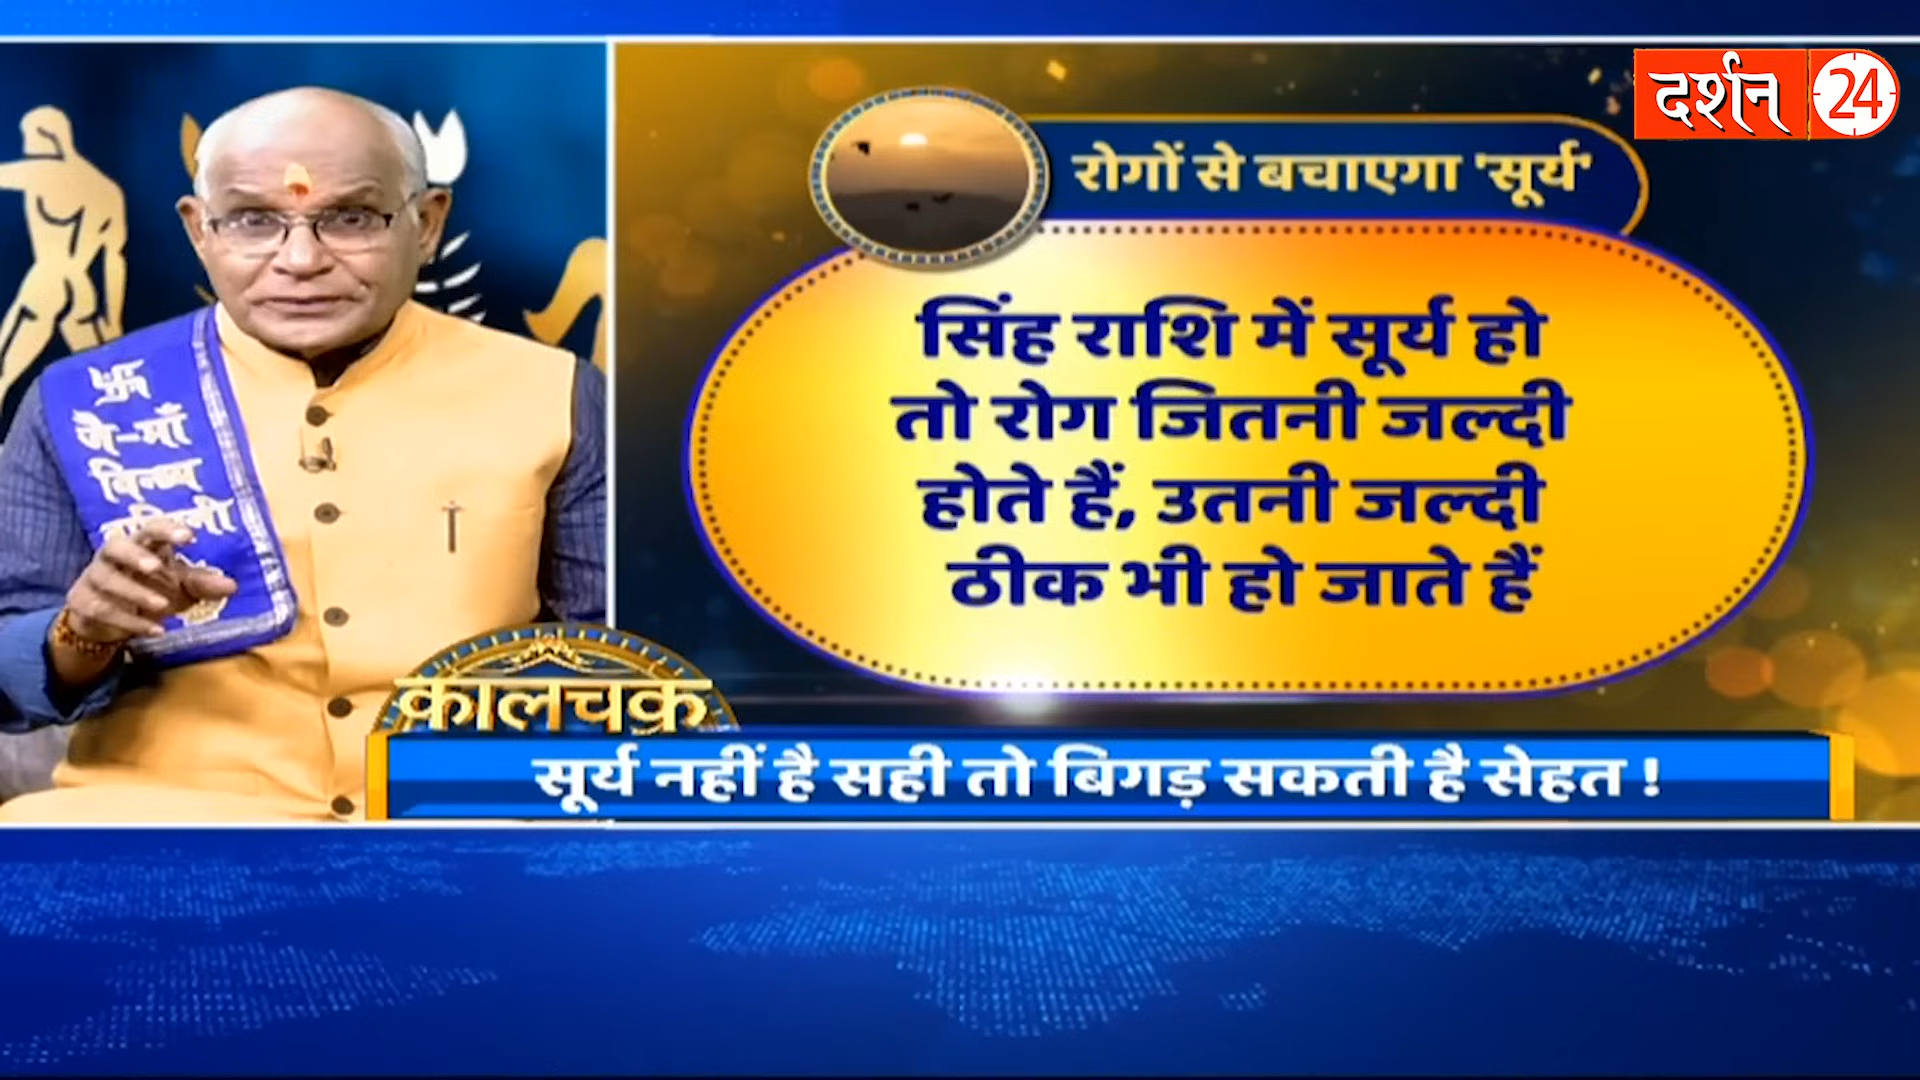 दर्शन 24
रोगों से बचाएगा 'सूर्य'
सिंह राशि में सूर्य हो
तो रोग जितनी जल्दी
होते हैं, उतनी जल्दी
ठीक भी हो जाते हैं
जै-माँ
विन्ध्य
कालचक्र
सूर्य नहीं है सही तो बिगड़ सकती है सेहत !